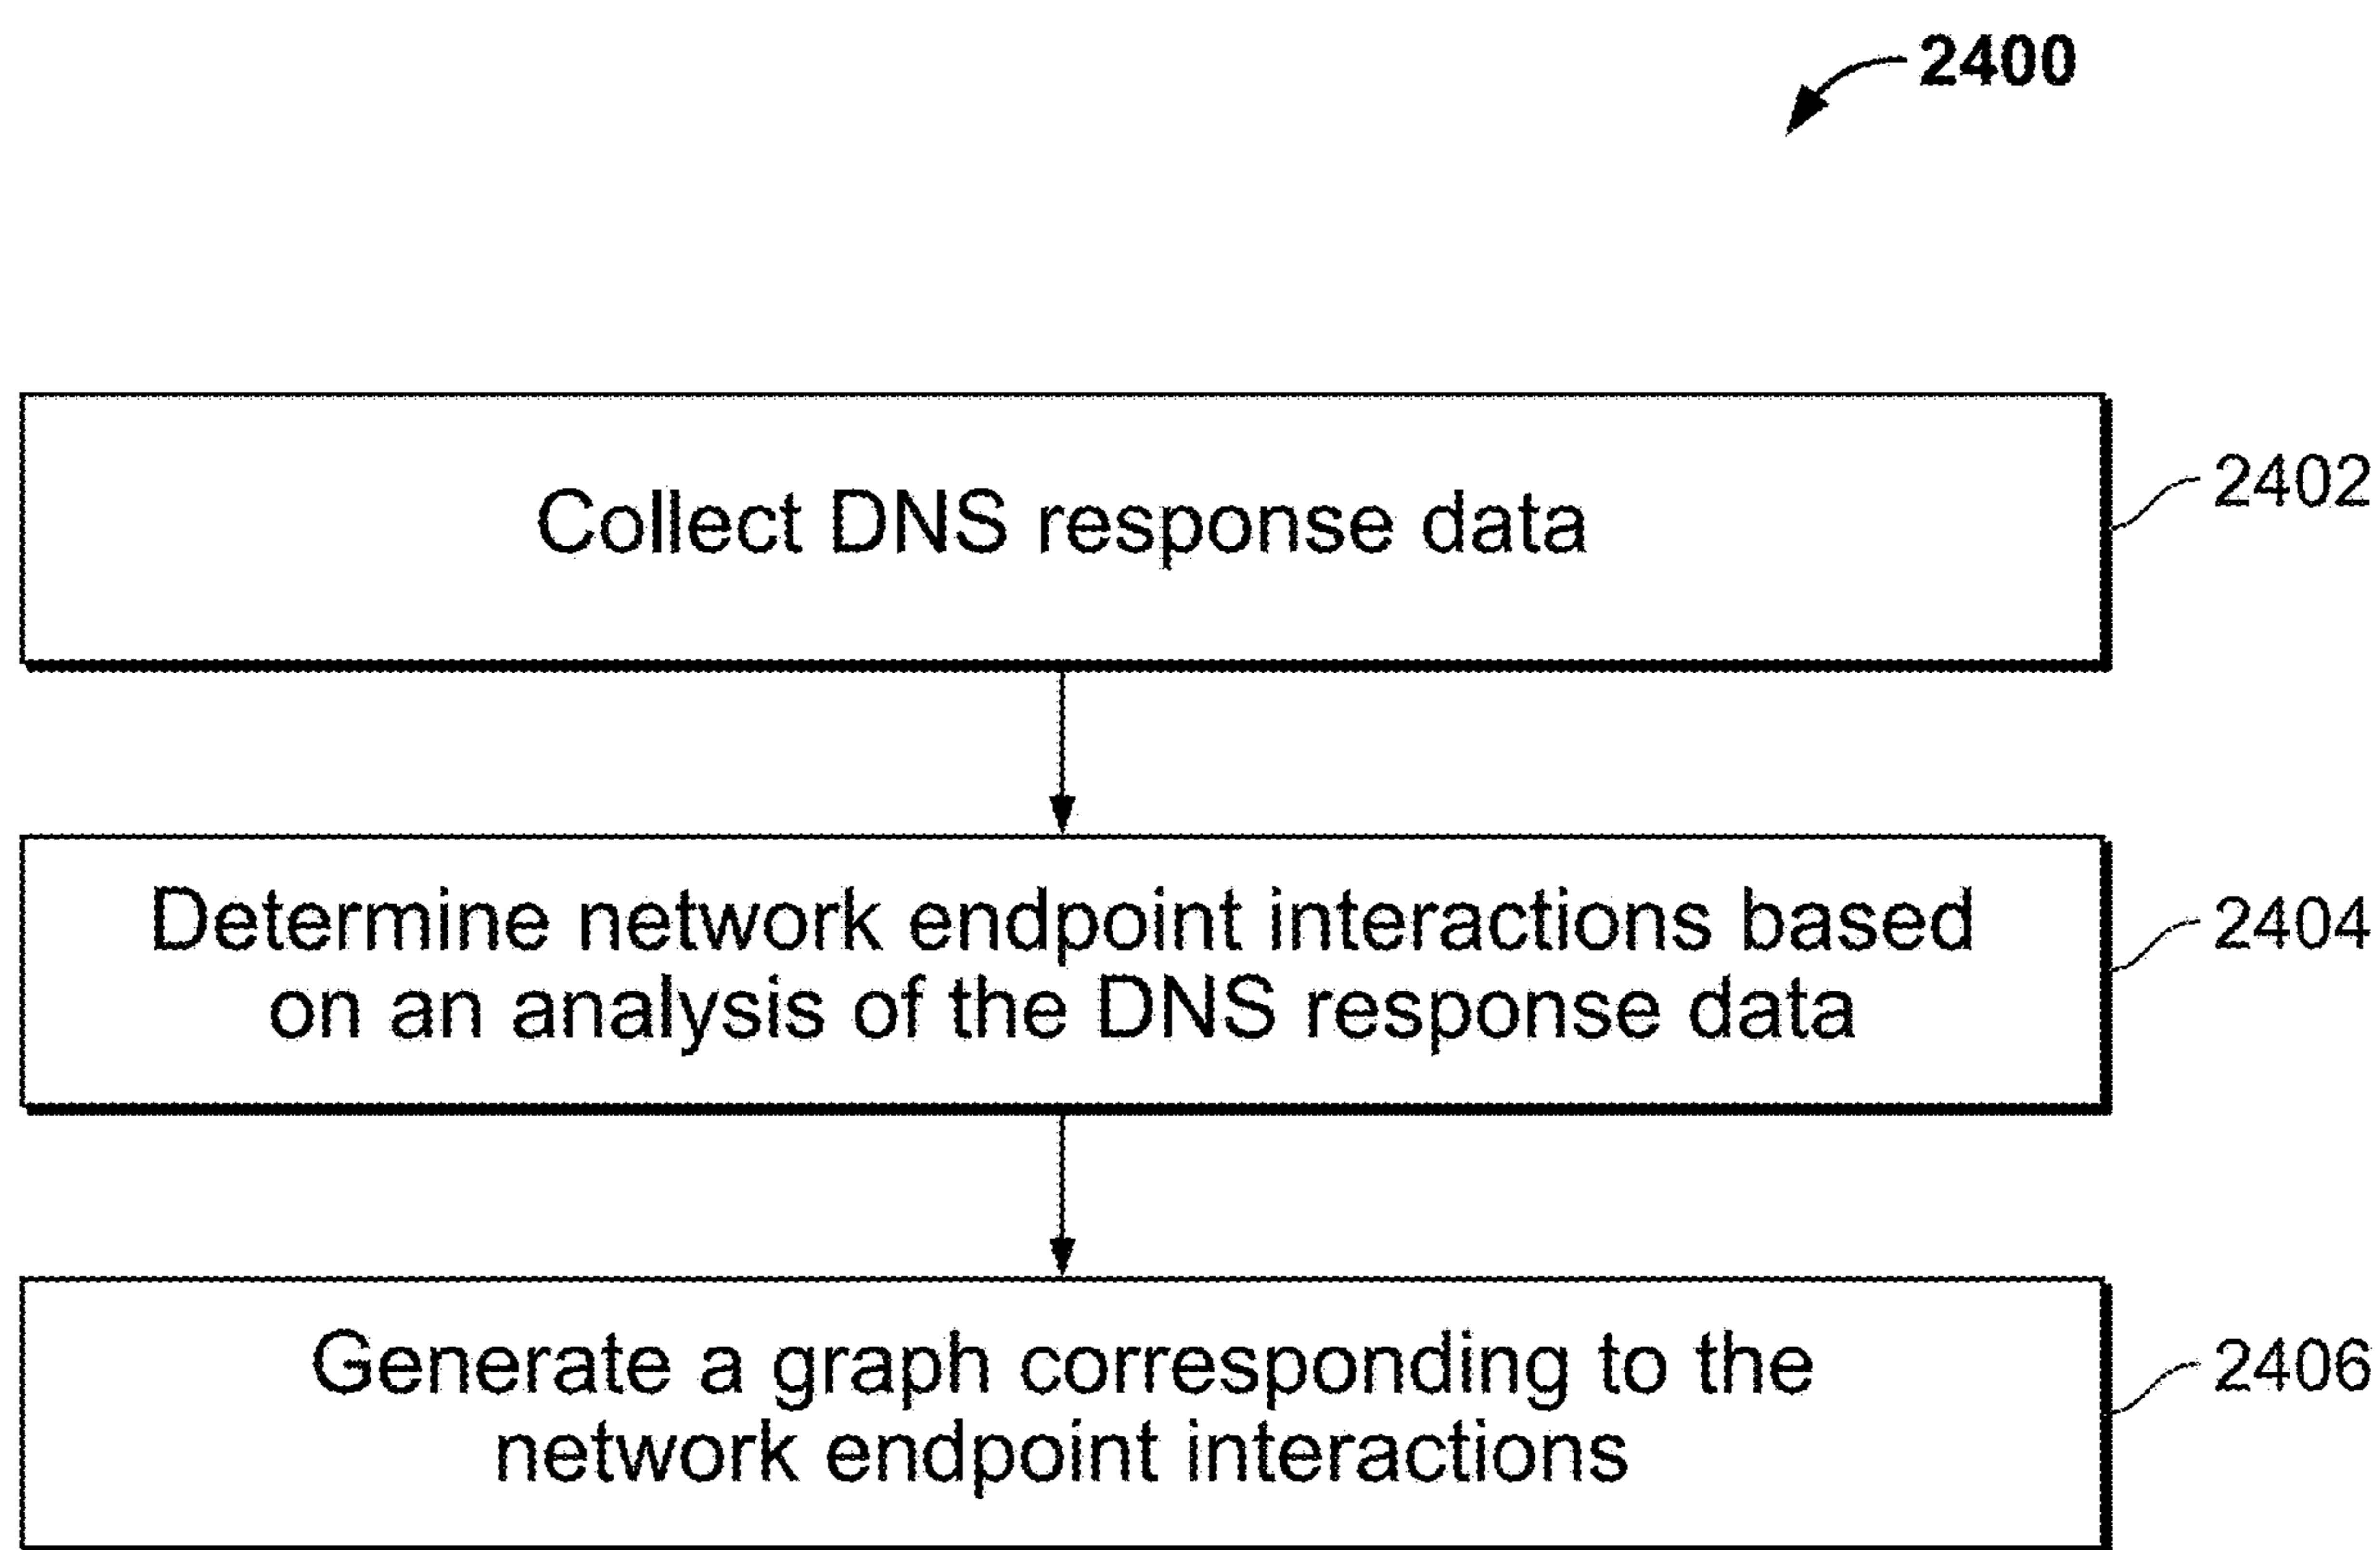 2400
Collect DNS response data
2402
Determine network endpoint interactions based
on an analysis of the DNS response data
2404
Generate a graph corresponding to the
network endpoint interactions
2406